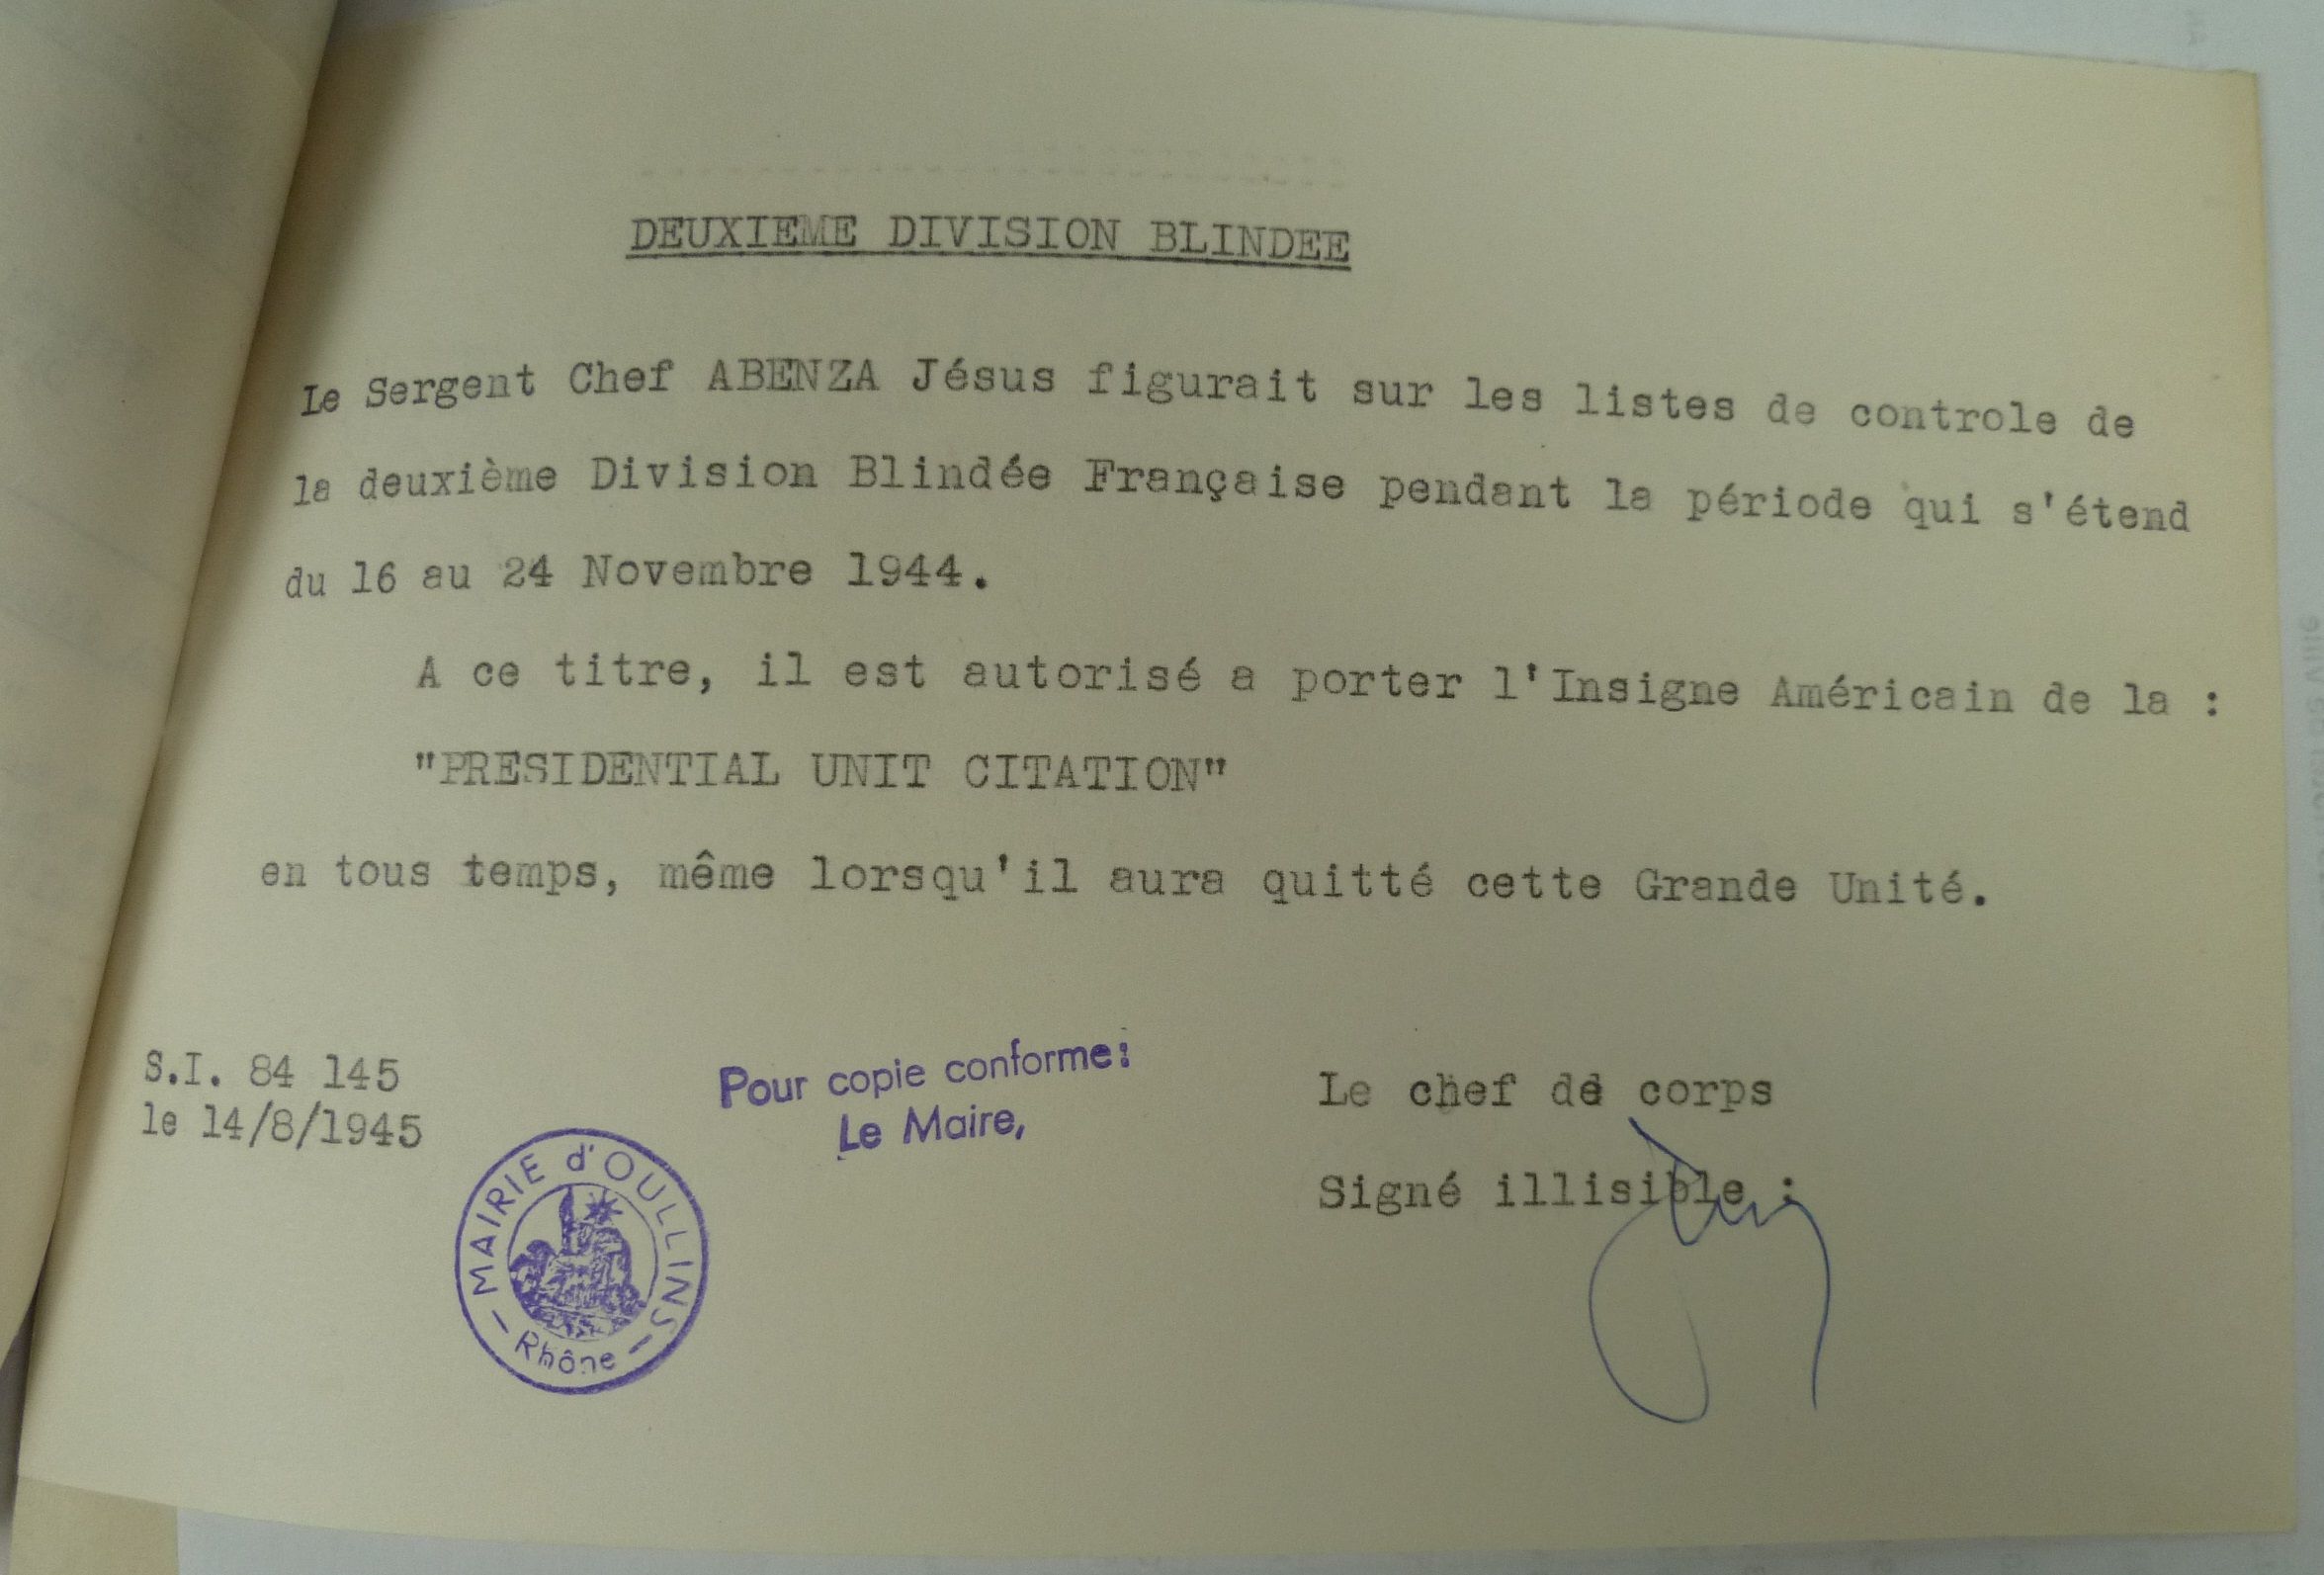 DEUXIEME DIVISION BLINDEE
Le Sergent Chef ABENZA Jésus figurait sur les listes de controle de
la deuxième Division Blindée Française pendant la période qui s'étend
du 16 au 24 Novembre 1944.
A ce titre, il est autorisé a porter l'Insigne Américain de la :
"PRESIDENTIAL UNIT CITATION"
en tous temps, même lorsqu'il aura quitté cette Grande Unité.
S.I. 84 145
le 14/8/1945
Pour copie conforme:
Le Maire,
MAIRIE d'OULLINS
- Rhône -
Le chef de corps
Signé illisible :